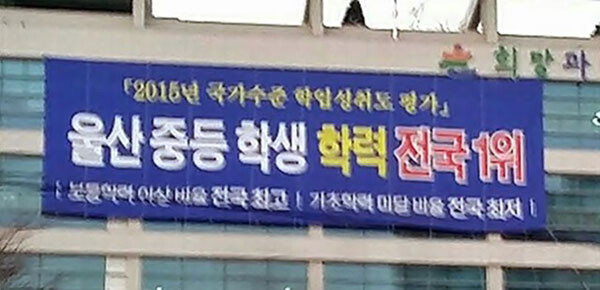 희망과
「2015년 국가수준 학업성취도 평가」
울산 중등 학생 학력 전국 1위
| 보통학력 이상 비율 전국 최고 | 기초학력 미달 비율 전국 최저 |